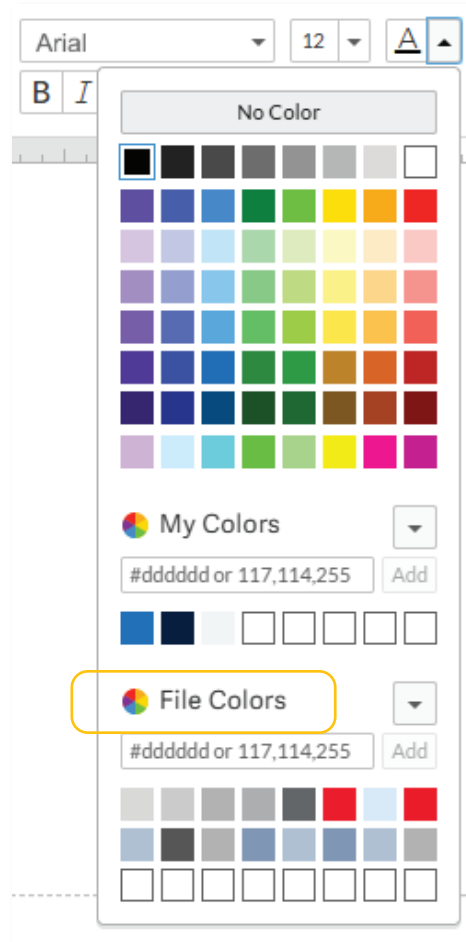 Arial
12
A
B I
No Color
My Colors
#dddddd or 117,114,255
Add
File Colors
#dddddd or 117,114,255
Add